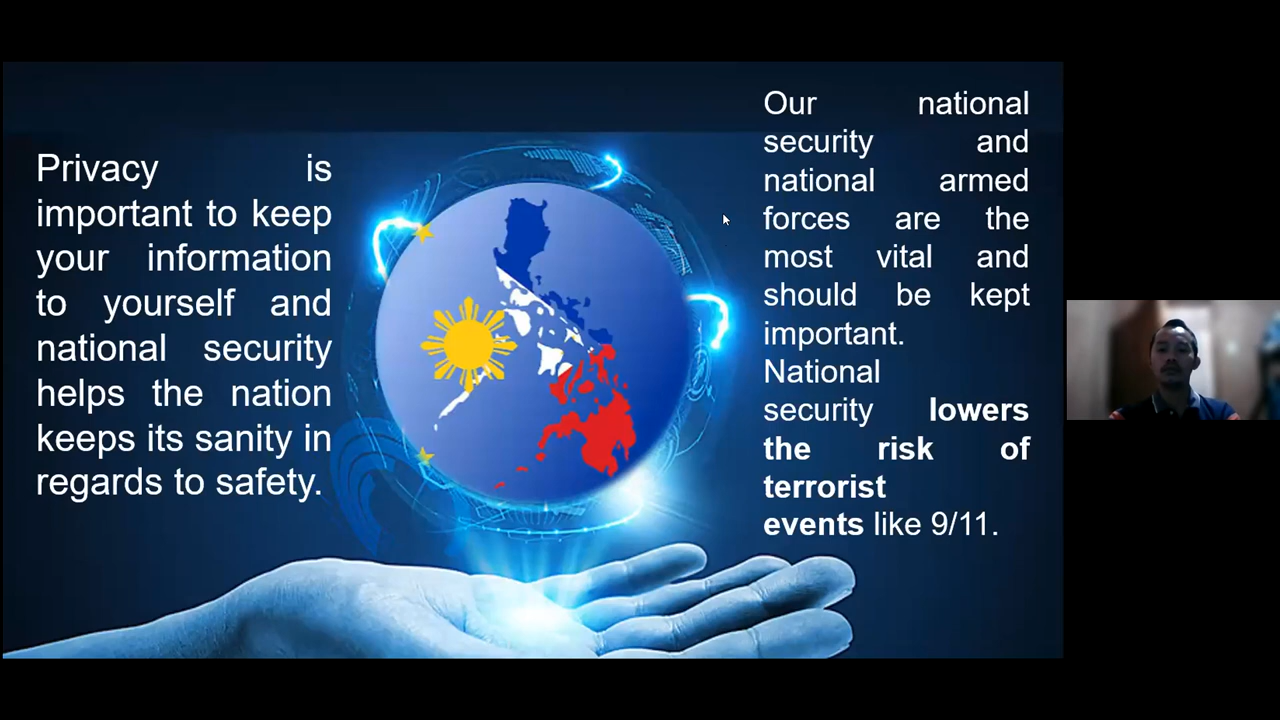 Privacy is
important to keep
your information
to yourself and
national security
helps the nation
keeps its sanity in
regards to safety.
Our national
security and
national armed
forces are the
most vital and
should be kept
important.
National
security lowers
the risk of
terrorist
events like 9/11.